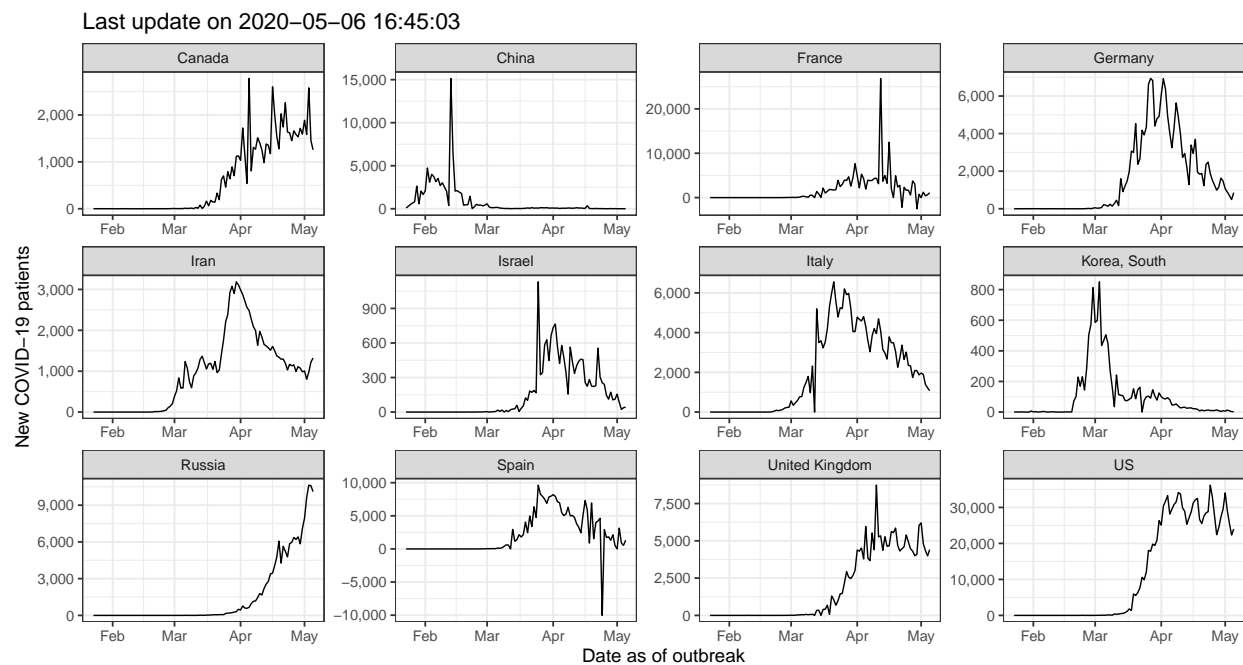 Last update on 2020−05−06 16:45:03
New COVID−19 patients
Canada
2,000
1,000
0
Feb Mar Apr May
China
15,000
10,000
5,000
0
Feb Mar Apr May
France
20,000
10,000
0
Feb Mar Apr May
Germany
6,000
4,000
2,000
0
Feb Mar Apr May
Iran
3,000
2,000
1,000
0
Feb Mar Apr May
Israel
900
600
300
0
Feb Mar Apr May
Italy
6,000
4,000
2,000
0
Feb Mar Apr May
Korea, South
800
600
400
200
0
Feb Mar Apr May
Russia
9,000
6,000
3,000
0
Feb Mar Apr May
Spain
10,000
5,000
0
−5,000
−10,000
Feb Mar Apr May
United Kingdom
7,500
5,000
2,500
0
Feb Mar Apr May
US
30,000
20,000
10,000
0
Feb Mar Apr May
Date as of outbreak